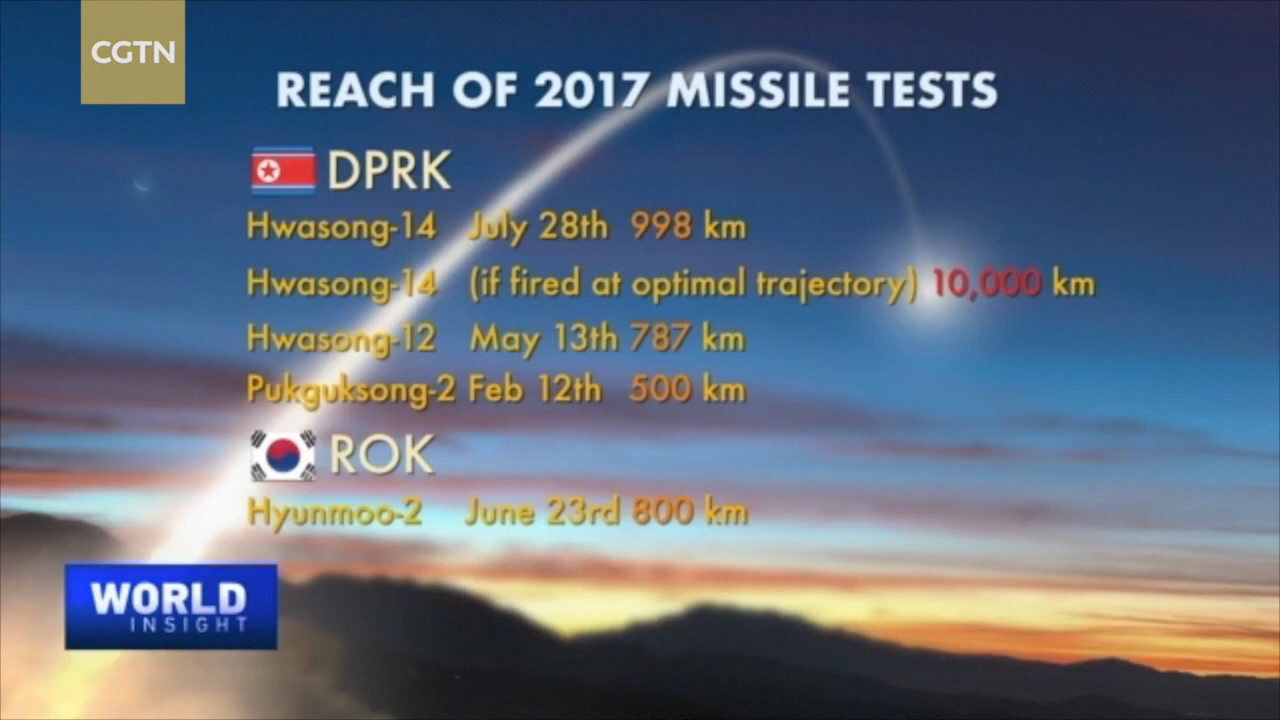 CGTN
REACH OF 2017 MISSILE TESTS
DPRK
Hwasong-14 July 28th 998 km
Hwasong-14 (if fired at optimal trajectory) 10,000 km
Hwasong-12 May 13th 787 km
Pukguksong-2 Feb 12th 500 km
ROK
Hyunmoo-2 June 23rd 800 km
WORLD
INSIGHT